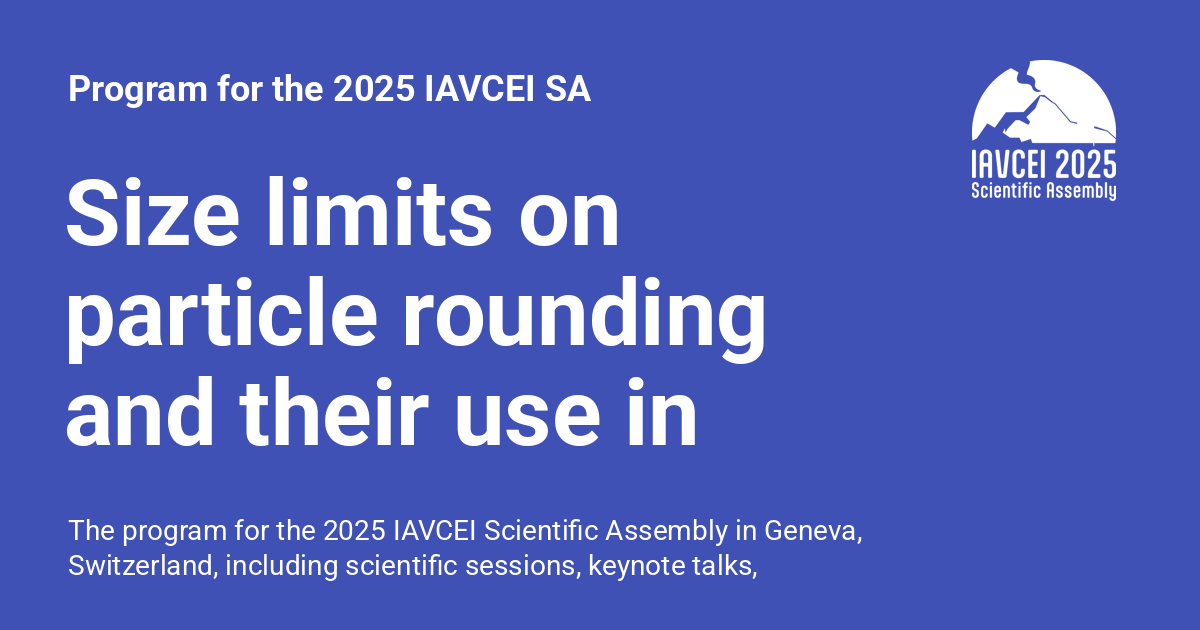 Program for the 2025 IAVCEI SA
IAVCEI 2025
Scientific Assembly
Size limits on
particle rounding
and their use in
The program for the 2025 IAVCEI Scientific Assembly in Geneva,
Switzerland, including scientific sessions, keynote talks,